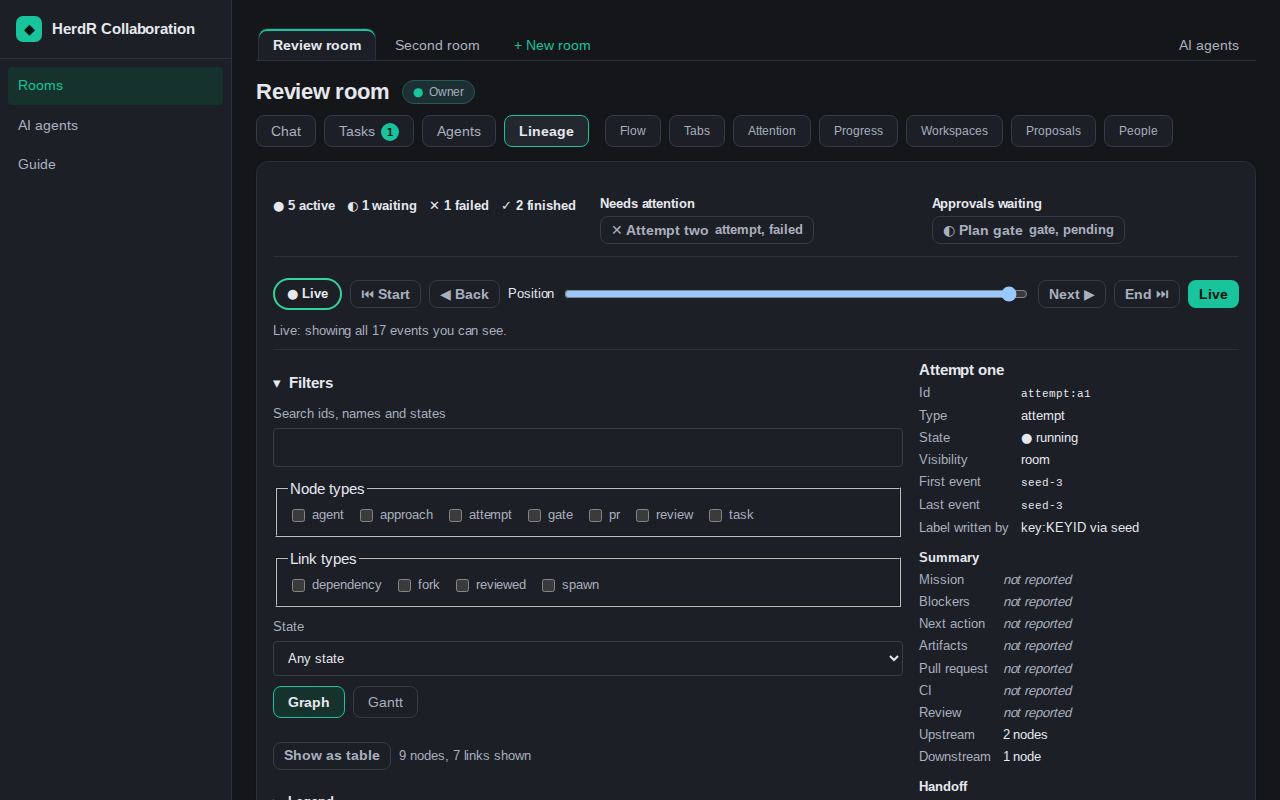 HerdR Collaboration
Rooms
AI agents
Guide
Review room
Second room
+ New room
AI agents
Review room
Owner
Chat
Tasks 1
Agents
Lineage
Flow
Tabs
Attention
Progress
Workspaces
Proposals
People
● 5 active ◐ 1 waiting ✕ 1 failed ✓ 2 finished
Needs attention
✕ Attempt two attempt, failed
Approvals waiting
◐ Plan gate gate, pending
● Live
⏮ Start
◀ Back
Position
Next ▶
End ⏭
Live
Live: showing all 17 events you can see.
▾ Filters
Search ids, names and states
Node types
agent approach attempt gate pr review task
Link types
dependency fork reviewed spawn
State
Any state
Graph
Gantt
Show as table
9 nodes, 7 links shown
Legend
Attempt one
Id attempt:a1
Type attempt
State ● running
Visibility room
First event seed-3
Last event seed-3
Label written by key:KEYID via seed
Summary
Mission not reported
Blockers not reported
Next action not reported
Artifacts not reported
Pull request not reported
CI not reported
Review not reported
Upstream 2 nodes
Downstream 1 node
Handoff